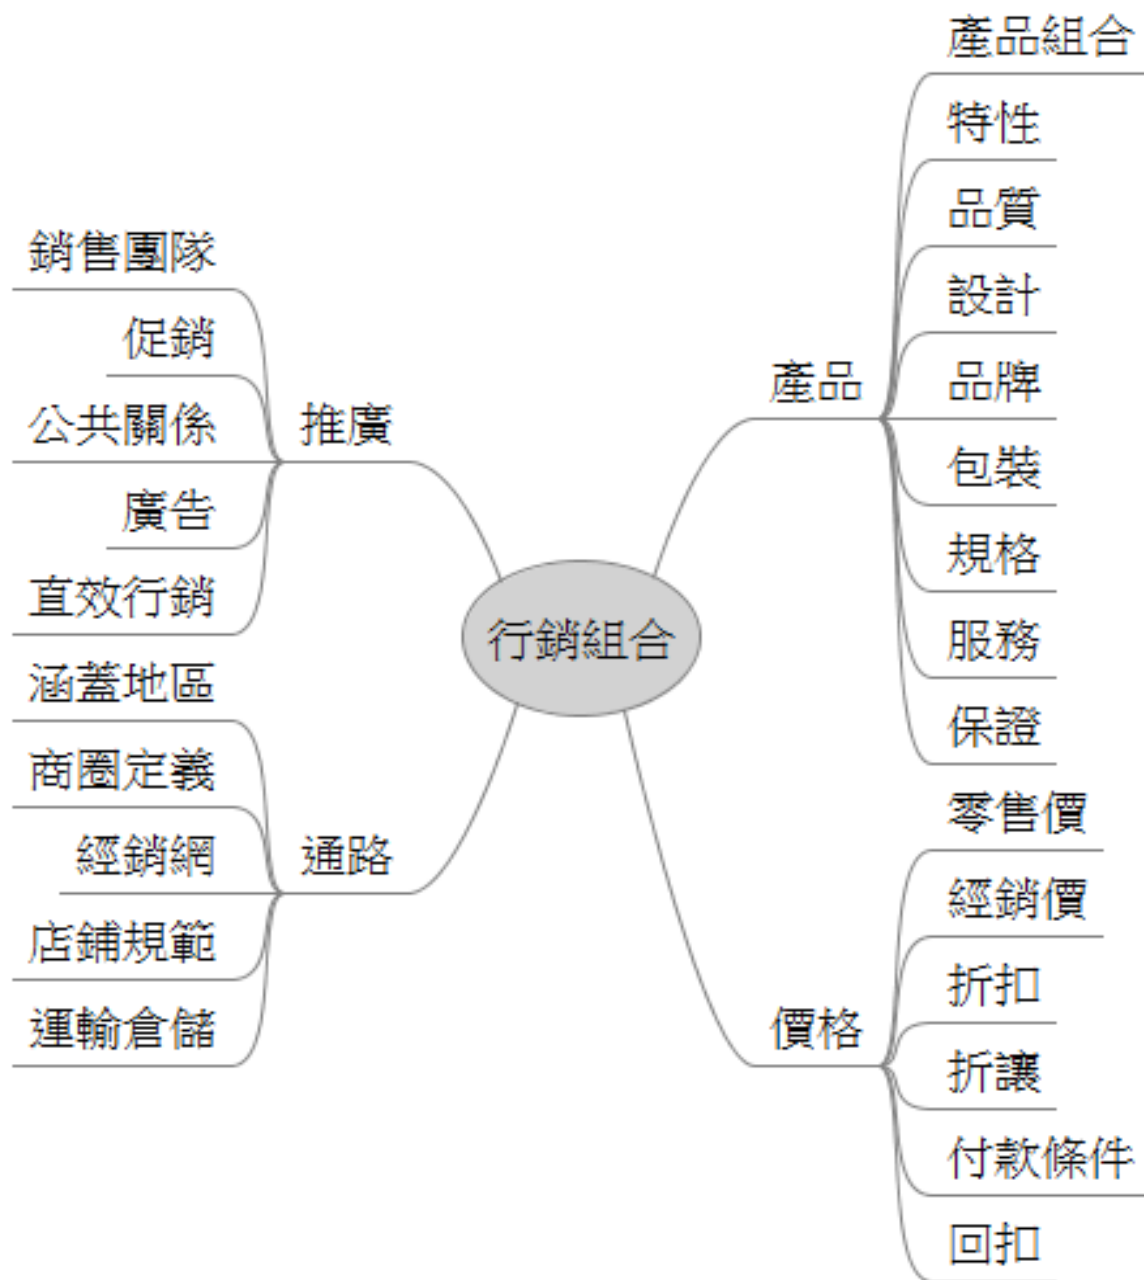 行銷組合
產品
產品組合
特性
品質
設計
品牌
包裝
規格
服務
保證
價格
零售價
經銷價
折扣
折讓
付款條件
回扣
推廣
銷售團隊
促銷
公共關係
廣告
直效行銷
通路
涵蓋地區
商圈定義
經銷網
店鋪規範
運輸倉儲